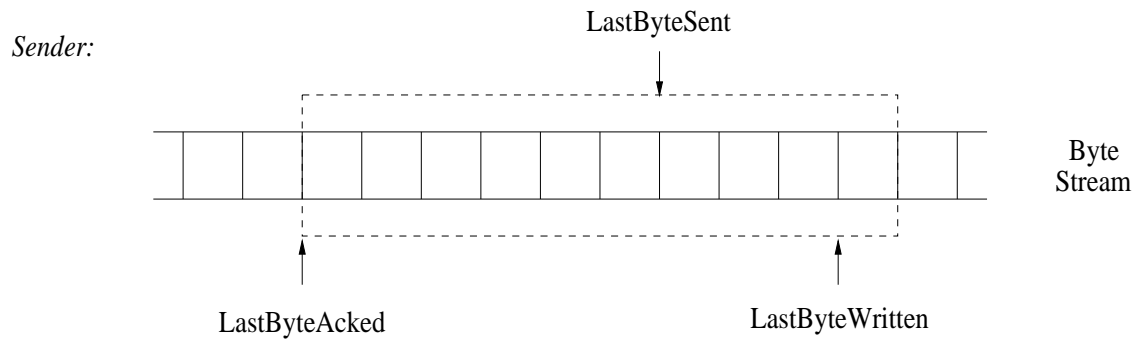 LastByteSent
Sender:
Byte
Stream
LastByteAcked
LastByteWritten